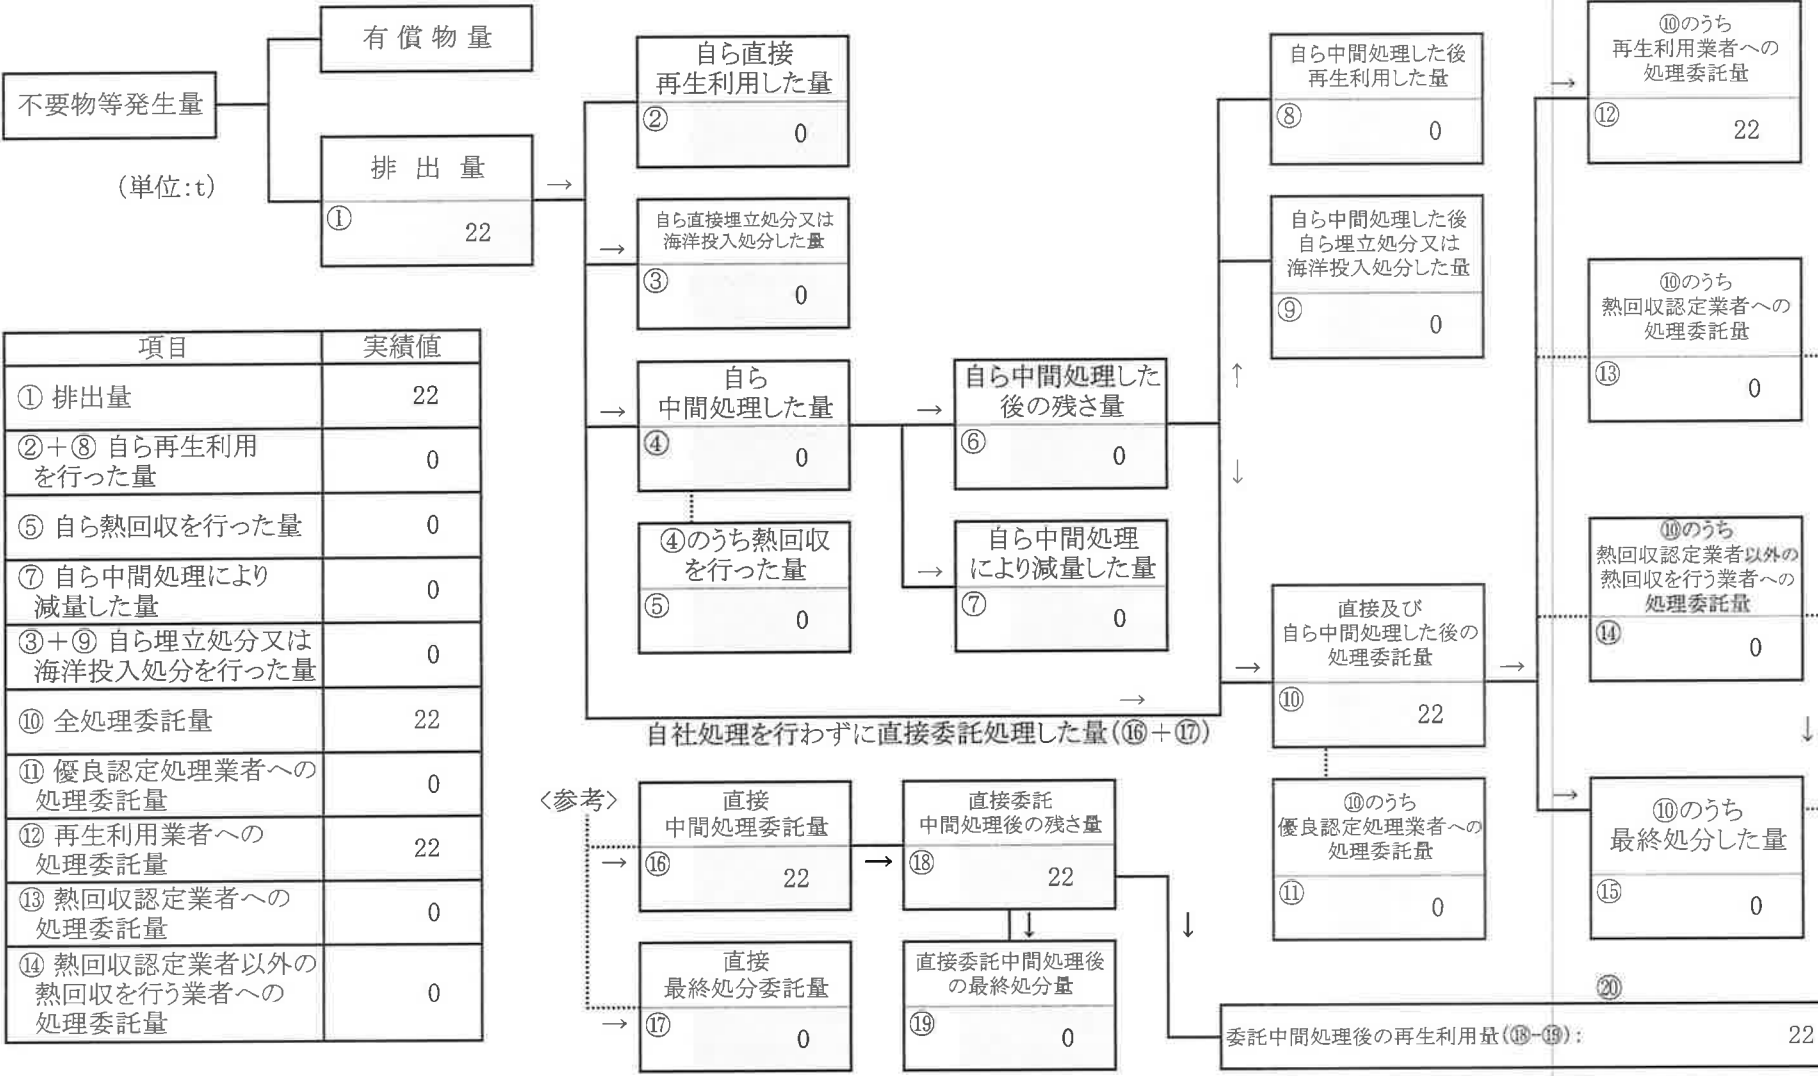 不要物等発生量
(単位:t)
有償物量
排出量
①
22
→
自ら直接
再生利用した量
②
0
→
自ら直接埋立処分又は
海洋投入処分した量
③
0
→
自ら
中間処理した量
④
0
④のうち熱回収
を行った量
⑤
0
→
自ら中間処理した
後の残さ量
⑥
0
→
自ら中間処理
により減量した量
⑦
0
→
自社処理を行わずに直接委託処理した量(⑯+⑰)
↑
↓
自ら中間処理した後
再生利用した量
⑧
0
自ら中間処理した後
自ら埋立処分又は
海洋投入処分した量
⑨
0
→
直接及び
自ら中間処理した後の
処理委託量
⑩
22
→
⑩のうち
優良認定処理業者への
処理委託量
⑪
0
→
⑩のうち
再生利用業者への
処理委託量
⑫
22
⑩のうち
熱回収認定業者への
処理委託量
⑬
0
⑩のうち
熱回収認定業者以外の
熱回収を行う業者への
処理委託量
⑭
0
↓
→
⑩のうち
最終処分した量
⑮
0
項目 実績値
① 排出量 22
②+⑧ 自ら再生利用
を行った量 0
⑤ 自ら熱回収を行った量 0
⑦ 自ら中間処理により
減量した量 0
③+⑨ 自ら埋立処分又は
海洋投入処分を行った量 0
⑩ 全処理委託量 22
⑪ 優良認定処理業者への
処理委託量 0
⑫ 再生利用業者への
処理委託量 22
⑬ 熱回収認定業者への
処理委託量 0
⑭ 熱回収認定業者以外の
熱回収を行う業者への
処理委託量 0
〈参考〉
→
直接
中間処理委託量
⑯
22
→
直接委託
中間処理後の残さ量
⑱
22
→
直接
最終処分委託量
⑰
0
↓
直接委託中間処理後
の最終処分量
⑲
0
↓
⑳
委託中間処理後の再生利用量(⑱-⑲): 22